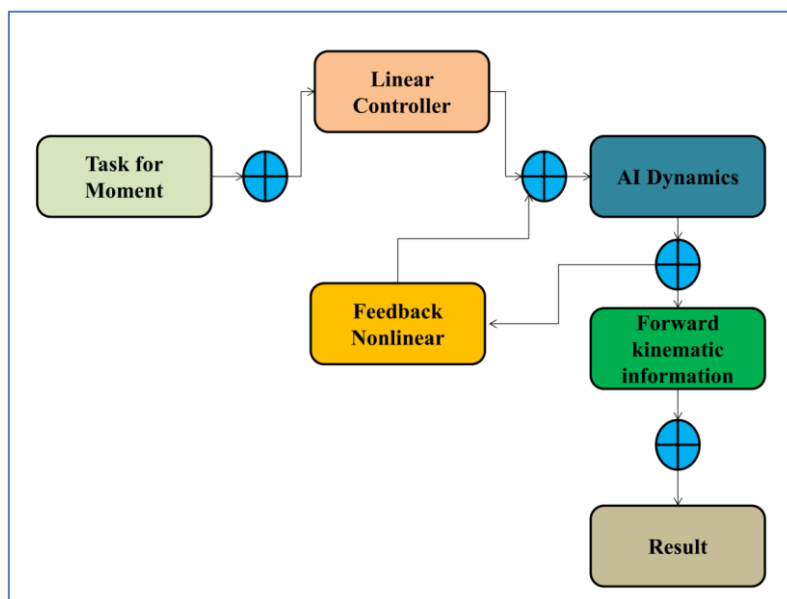 Linear
Controller
Task for
Moment
AI Dynamics
Feedback
Nonlinear
Forward
kinematic
information
Result